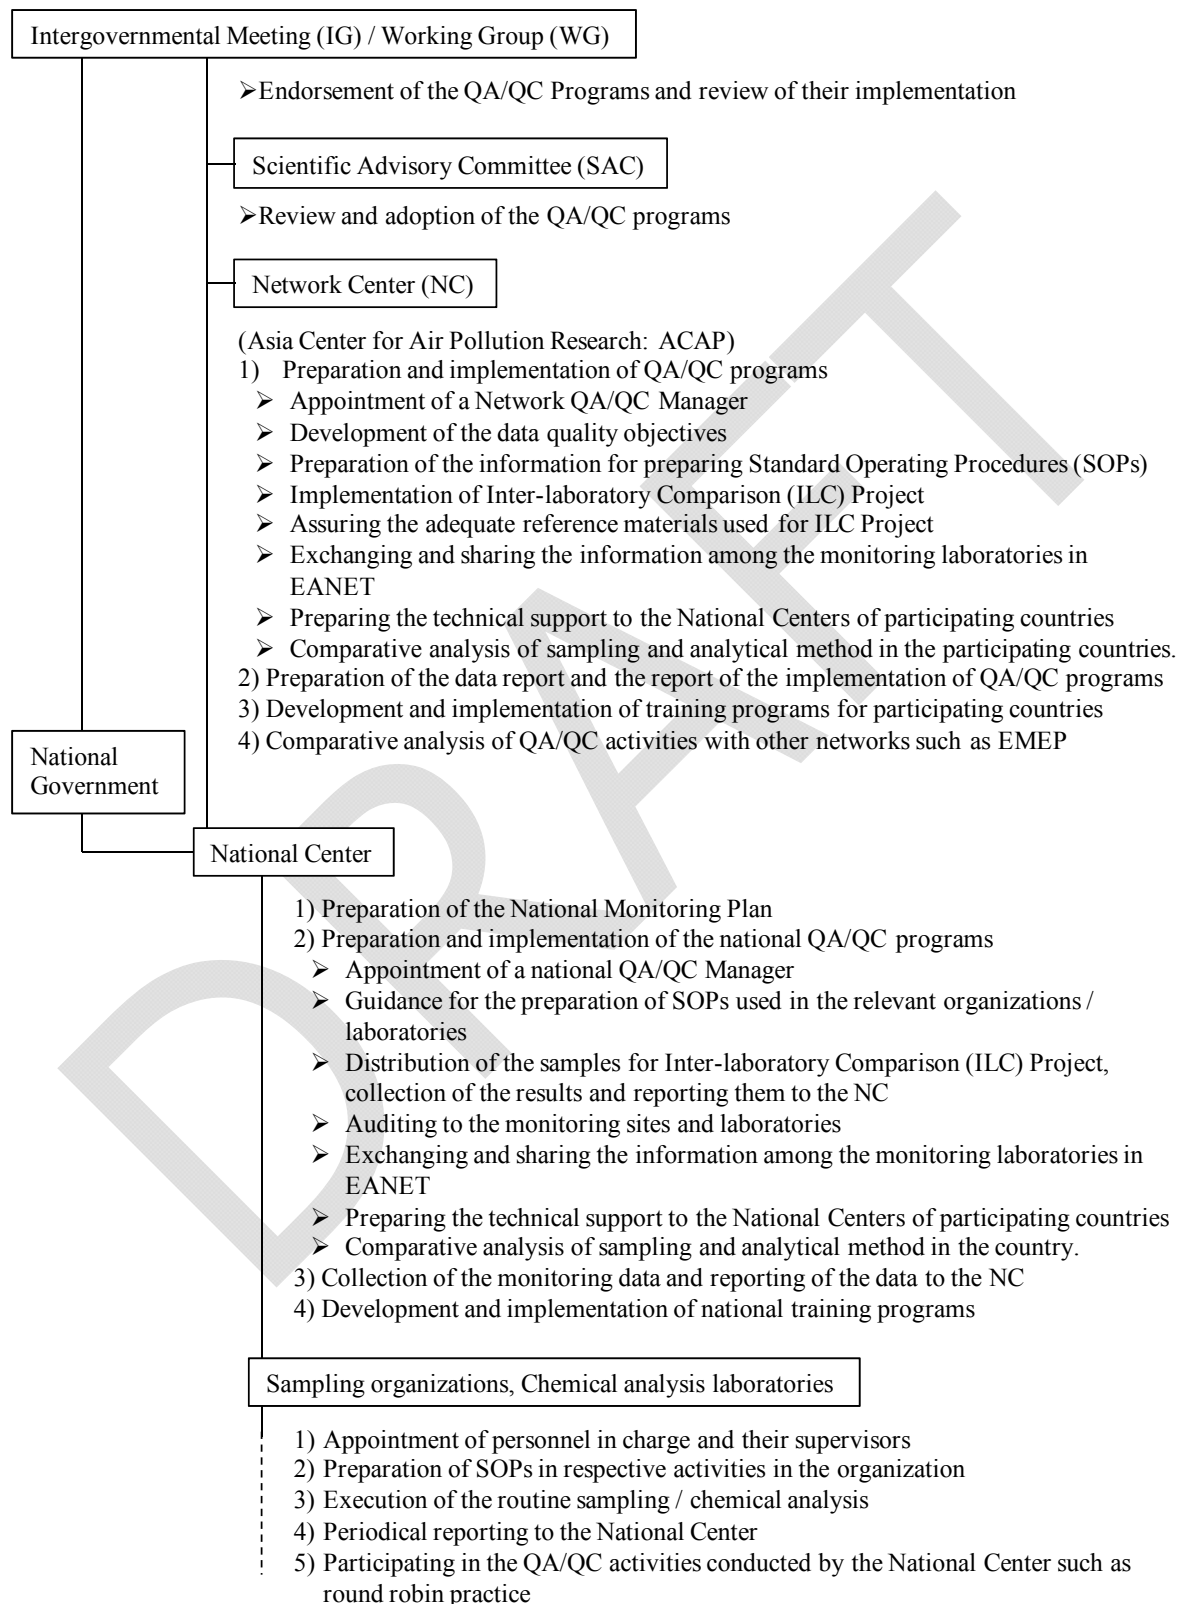 Intergovernmental Meeting (IG) / Working Group (WG)
➢Endorsement of the QA/QC Programs and review of their implementation
Scientific Advisory Committee (SAC)
➢Review and adoption of the QA/QC programs
Network Center (NC)
(Asia Center for Air Pollution Research: ACAP)
1) Preparation and implementation of QA/QC programs
➢ Appointment of a Network QA/QC Manager
➢ Development of the data quality objectives
➢ Preparation of the information for preparing Standard Operating Procedures (SOPs)
➢ Implementation of Inter-laboratory Comparison (ILC) Project
➢ Assuring the adequate reference materials used for ILC Project
➢ Exchanging and sharing the information among the monitoring laboratories in
EANET
➢ Preparing the technical support to the National Centers of participating countries
➢ Comparative analysis of sampling and analytical method in the participating countries.
2) Preparation of the data report and the report of the implementation of QA/QC programs
3) Development and implementation of training programs for participating countries
4) Comparative analysis of QA/QC activities with other networks such as EMEP
National
Government
National Center
1) Preparation of the National Monitoring Plan
2) Preparation and implementation of the national QA/QC programs
➢ Appointment of a national QA/QC Manager
➢ Guidance for the preparation of SOPs used in the relevant organizations /
laboratories
➢ Distribution of the samples for Inter-laboratory Comparison (ILC) Project,
collection of the results and reporting them to the NC
➢ Auditing to the monitoring sites and laboratories
➢ Exchanging and sharing the information among the monitoring laboratories in
EANET
➢ Preparing the technical support to the National Centers of participating countries
➢ Comparative analysis of sampling and analytical method in the country.
3) Collection of the monitoring data and reporting of the data to the NC
4) Development and implementation of national training programs
Sampling organizations, Chemical analysis laboratories
1) Appointment of personnel in charge and their supervisors
2) Preparation of SOPs in respective activities in the organization
3) Execution of the routine sampling / chemical analysis
4) Periodical reporting to the National Center
5) Participating in the QA/QC activities conducted by the National Center such as
round robin practice
DRAFT